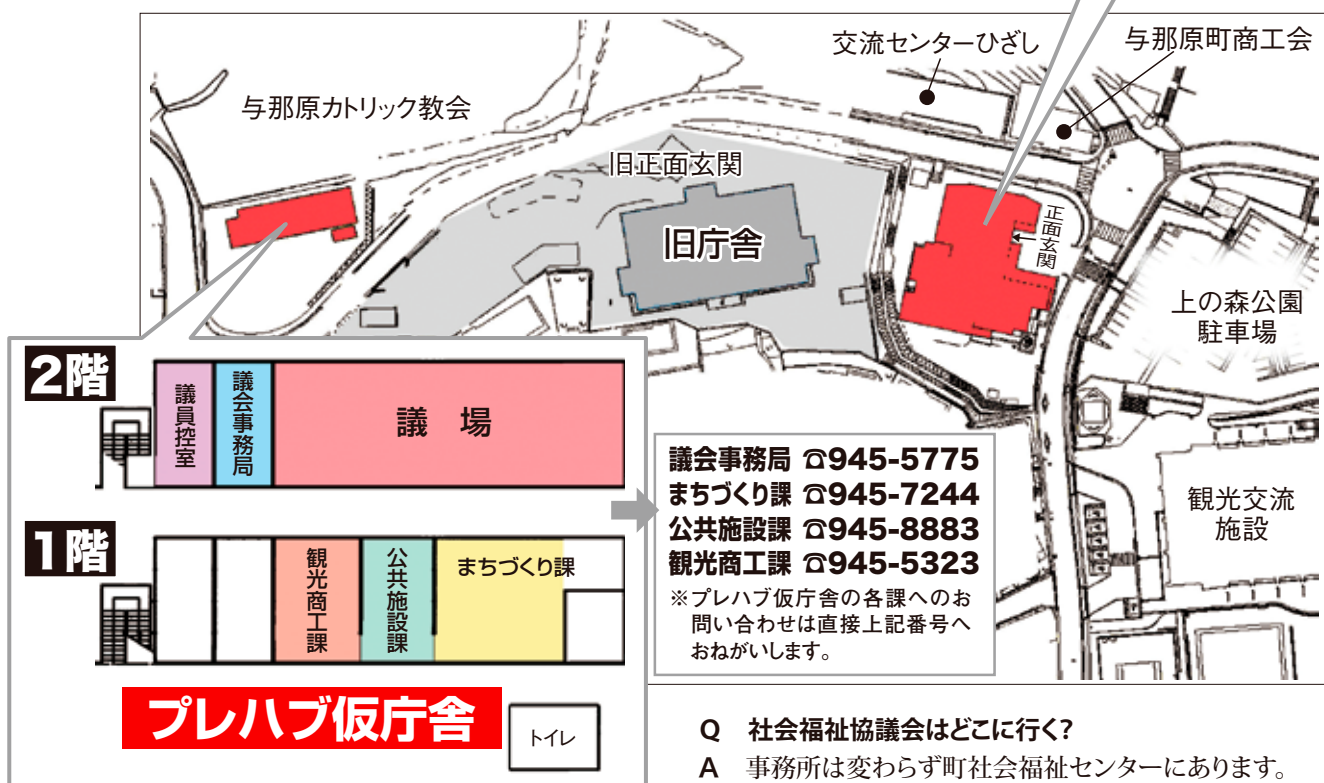 交流センターひざし
与那原町商工会
与那原カトリック教会
旧正面玄関
旧庁舎
正面玄関
上の森公園
駐車場
観光交流
施設
2階
議員控室
議会事務局
議 場
1階
観光商工課
公共施設課
まちづくり課
プレハブ仮庁舎
トイレ
議会事務局 ☎945-5775
まちづくり課 ☎945-7244
公共施設課 ☎945-8883
観光商工課 ☎945-5323
※プレハブ仮庁舎の各課へのお
問い合わせは直接上記番号へ
おねがいします。
Q 社会福祉協議会はどこに行く?
A 事務所は変わらず町社会福祉センターにあります。